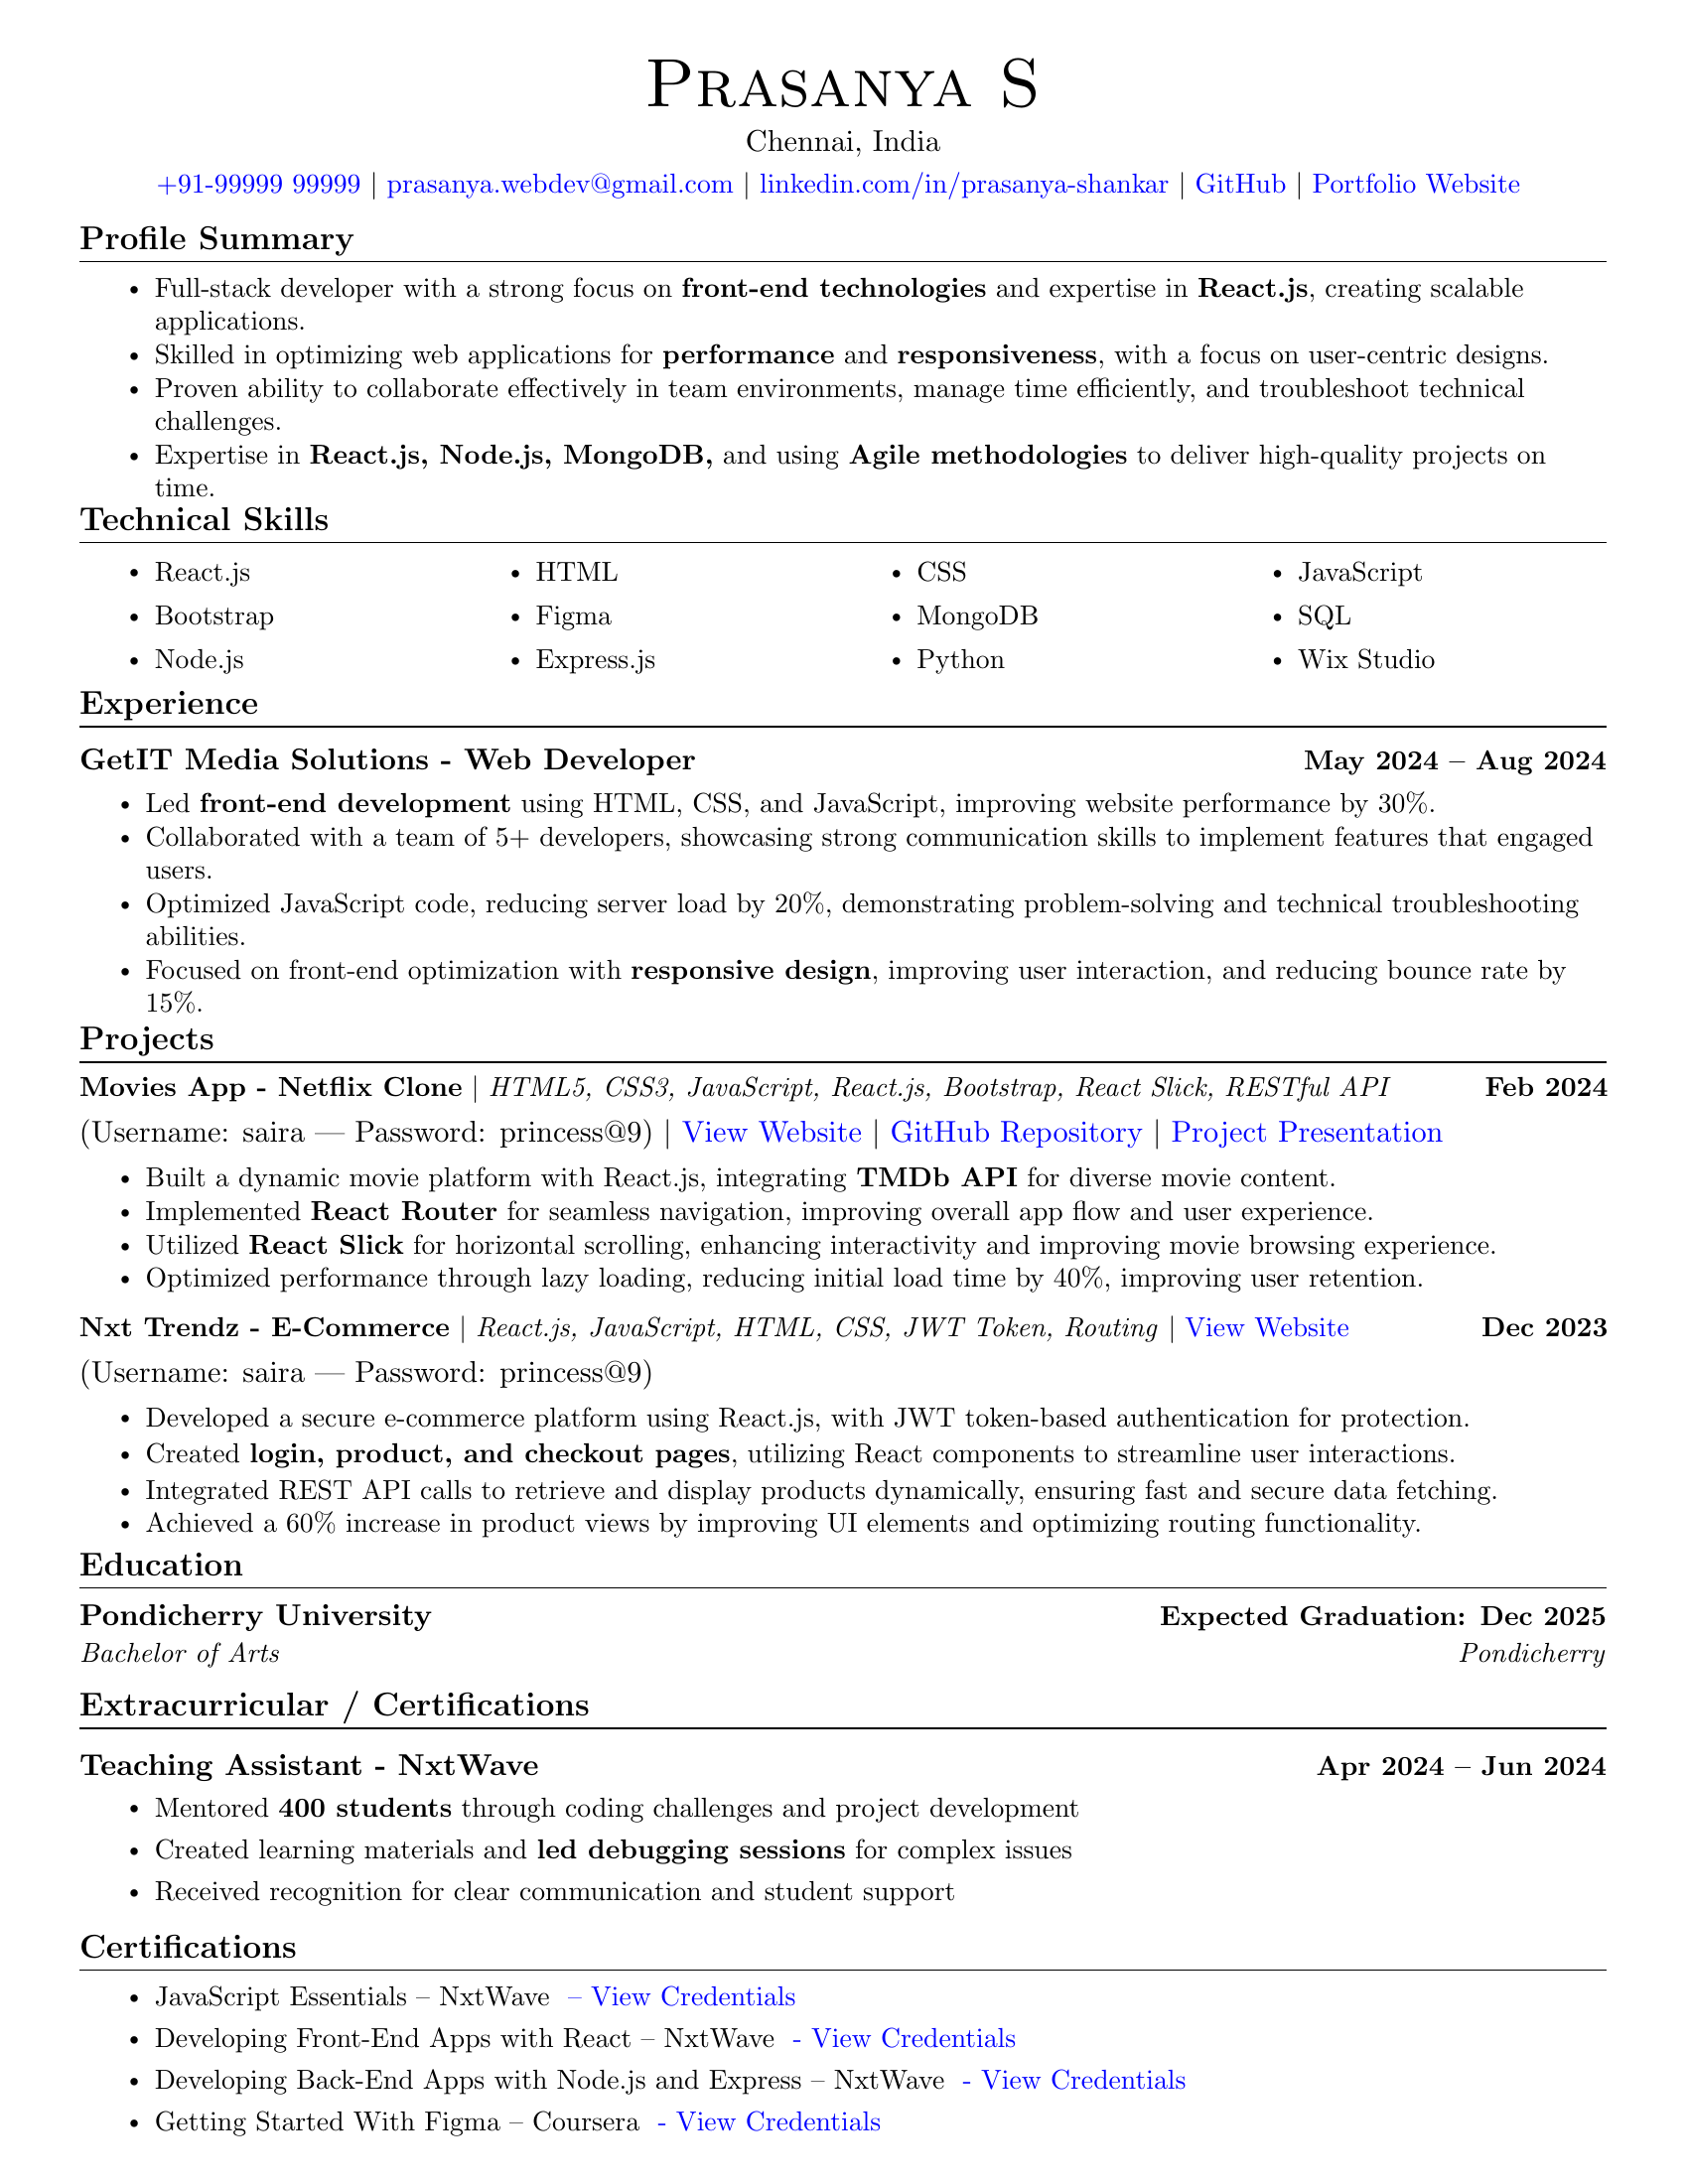 Prasanya S
Chennai, India
+91-99999 99999 | prasanya.webdev@gmail.com | linkedin.com/in/prasanya-shankar | GitHub | Portfolio Website
Profile Summary
• Full-stack developer with a strong focus on front-end technologies and expertise in React.js, creating scalable
applications.
• Skilled in optimizing web applications for performance and responsiveness, with a focus on user-centric designs.
• Proven ability to collaborate effectively in team environments, manage time efficiently, and troubleshoot technical
challenges.
• Expertise in React.js, Node.js, MongoDB, and using Agile methodologies to deliver high-quality projects on
time.
Technical Skills
• React.js • HTML • CSS • JavaScript
• Bootstrap • Figma • MongoDB • SQL
• Node.js • Express.js • Python • Wix Studio
Experience
GetIT Media Solutions - Web Developer May 2024 – Aug 2024
• Led front-end development using HTML, CSS, and JavaScript, improving website performance by 30%.
• Collaborated with a team of 5+ developers, showcasing strong communication skills to implement features that engaged
users.
• Optimized JavaScript code, reducing server load by 20%, demonstrating problem-solving and technical troubleshooting
abilities.
• Focused on front-end optimization with responsive design, improving user interaction, and reducing bounce rate by
15%.
Projects
Movies App - Netflix Clone | HTML5, CSS3, JavaScript, React.js, Bootstrap, React Slick, RESTful API Feb 2024
(Username: saira — Password: princess@9) | View Website | GitHub Repository | Project Presentation
• Built a dynamic movie platform with React.js, integrating TMDb API for diverse movie content.
• Implemented React Router for seamless navigation, improving overall app flow and user experience.
• Utilized React Slick for horizontal scrolling, enhancing interactivity and improving movie browsing experience.
• Optimized performance through lazy loading, reducing initial load time by 40%, improving user retention.
Nxt Trendz - E-Commerce | React.js, JavaScript, HTML, CSS, JWT Token, Routing | View Website Dec 2023
(Username: saira — Password: princess@9)
• Developed a secure e-commerce platform using React.js, with JWT token-based authentication for protection.
• Created login, product, and checkout pages, utilizing React components to streamline user interactions.
• Integrated REST API calls to retrieve and display products dynamically, ensuring fast and secure data fetching.
• Achieved a 60% increase in product views by improving UI elements and optimizing routing functionality.
Education
Pondicherry University Expected Graduation: Dec 2025
Bachelor of Arts Pondicherry
Extracurricular / Certifications
Teaching Assistant - NxtWave Apr 2024 – Jun 2024
• Mentored 400 students through coding challenges and project development
• Created learning materials and led debugging sessions for complex issues
• Received recognition for clear communication and student support
Certifications
• JavaScript Essentials – NxtWave – View Credentials
• Developing Front-End Apps with React – NxtWave - View Credentials
• Developing Back-End Apps with Node.js and Express – NxtWave - View Credentials
• Getting Started With Figma – Coursera - View Credentials